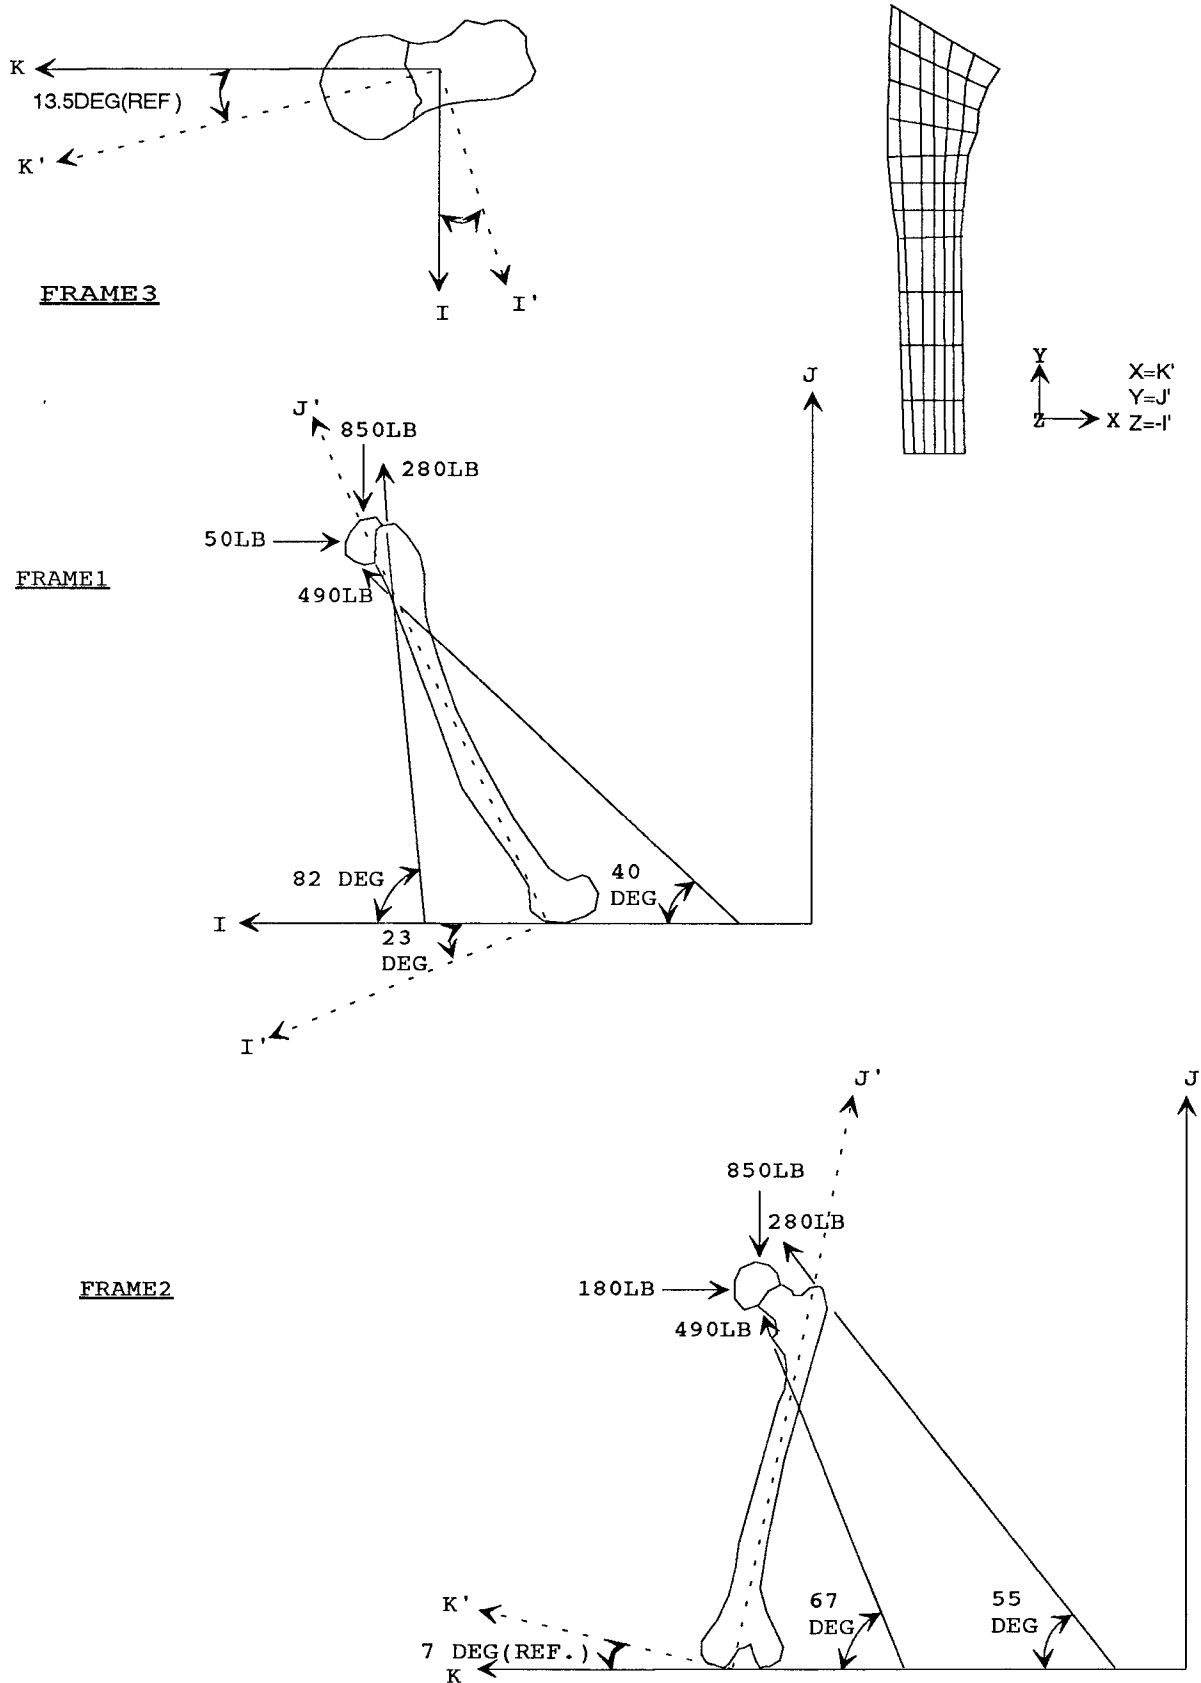 K
13.5DEG(REF)
K'
I
I'
FRAME3
Y
Z
X
X=K'
Y=J'
Z=-I'
J
J'
850LB
280LB
50LB
FRAME1
490LB
82 DEG
40
DEG
I
23
DEG
I'
J'
J
850LB
280LB
180LB
490LB
FRAME2
K'
67
DEG
55
DEG
7 DEG(REF.)
K